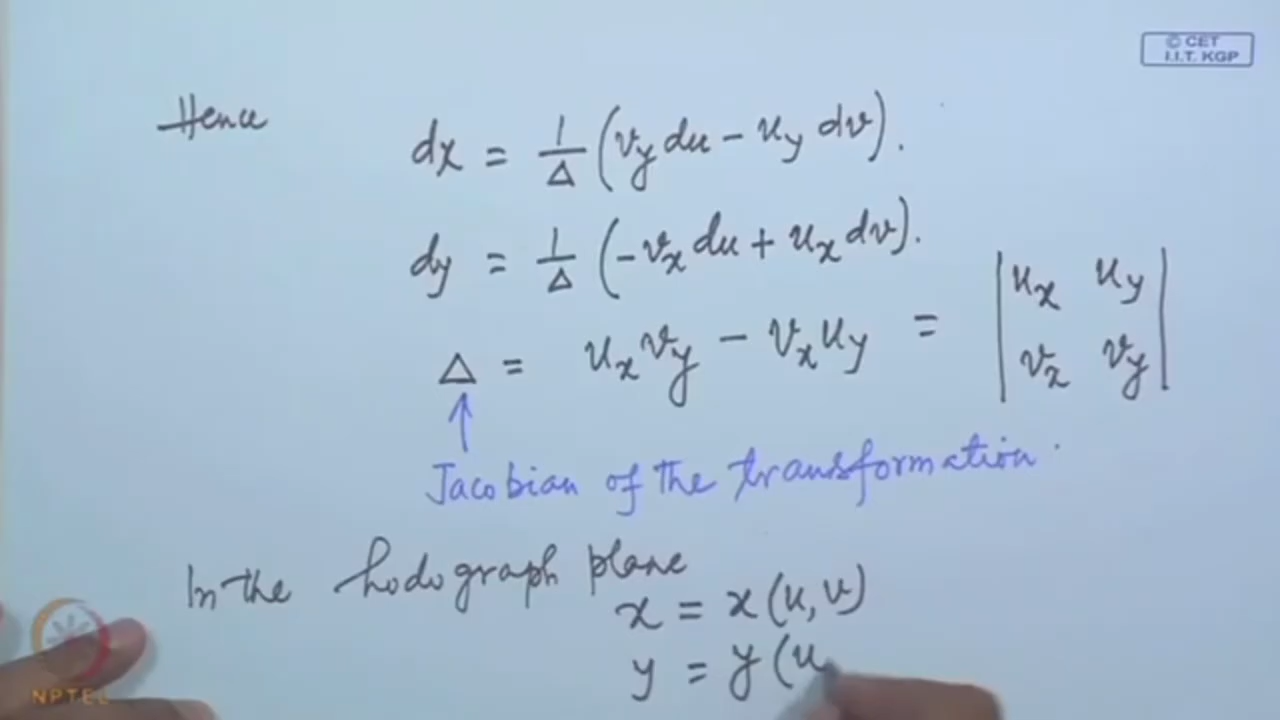 © CET
I.I.T. KGP
Hence
dx = 1/Δ (v_y du - u_y dv).
dy = 1/Δ (-v_x du + u_x dv).
Δ = u_x v_y - v_x u_y = | u_x u_y |
| v_x v_y |
↑
Jacobian of the transformation.
In the hodograph plane
x = x(u, v)
y = y(u,
NPTEL